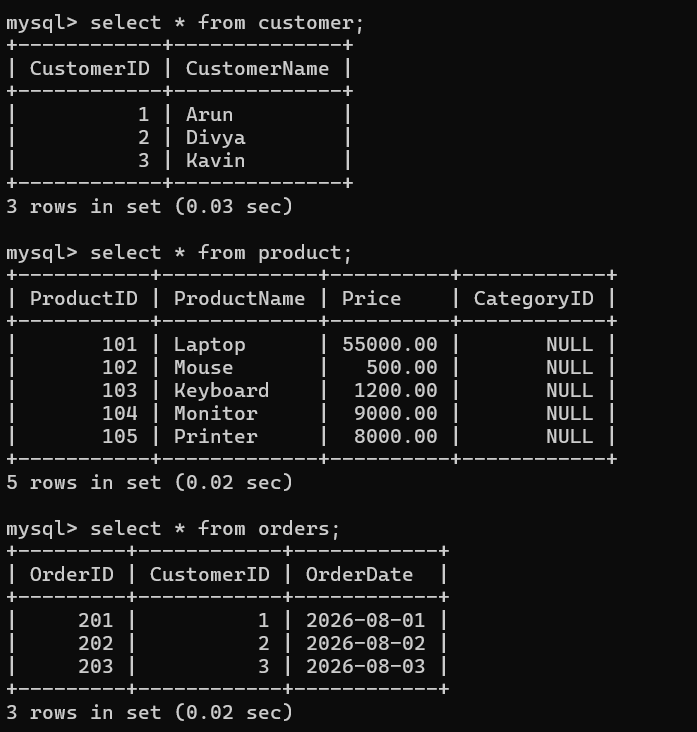 mysql> select * from customer;
+------------+--------------+
| CustomerID | CustomerName |
+------------+--------------+
|          1 | Arun         |
|          2 | Divya        |
|          3 | Kavin        |
+------------+--------------+
3 rows in set (0.03 sec)

mysql> select * from product;
+-----------+-------------+----------+------------+
| ProductID | ProductName | Price    | CategoryID |
+-----------+-------------+----------+------------+
|       101 | Laptop      | 55000.00 |       NULL |
|       102 | Mouse       |   500.00 |       NULL |
|       103 | Keyboard    |  1200.00 |       NULL |
|       104 | Monitor     |  9000.00 |       NULL |
|       105 | Printer     |  8000.00 |       NULL |
+-----------+-------------+----------+------------+
5 rows in set (0.02 sec)

mysql> select * from orders;
+---------+------------+------------+
| OrderID | CustomerID | OrderDate  |
+---------+------------+------------+
|     201 |          1 | 2026-08-01 |
|     202 |          2 | 2026-08-02 |
|     203 |          3 | 2026-08-03 |
+---------+------------+------------+
3 rows in set (0.02 sec)